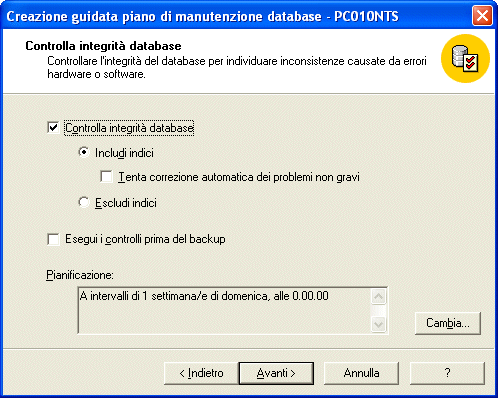 Creazione guidata piano di manutenzione database - PC010NTS
Controlla integrità database
Controllare l'integrità del database per individuare inconsistenze causate da errori
hardware o software.
Controlla integrità database
Includi indici
Tenta correzione automatica dei problemi non gravi
Escludi indici
Esegui i controlli prima del backup
Pianificazione:
A intervalli di 1 settimana/e di domenica, alle 0.00.00
Cambia...
< Indietro
Avanti >
Annulla
?